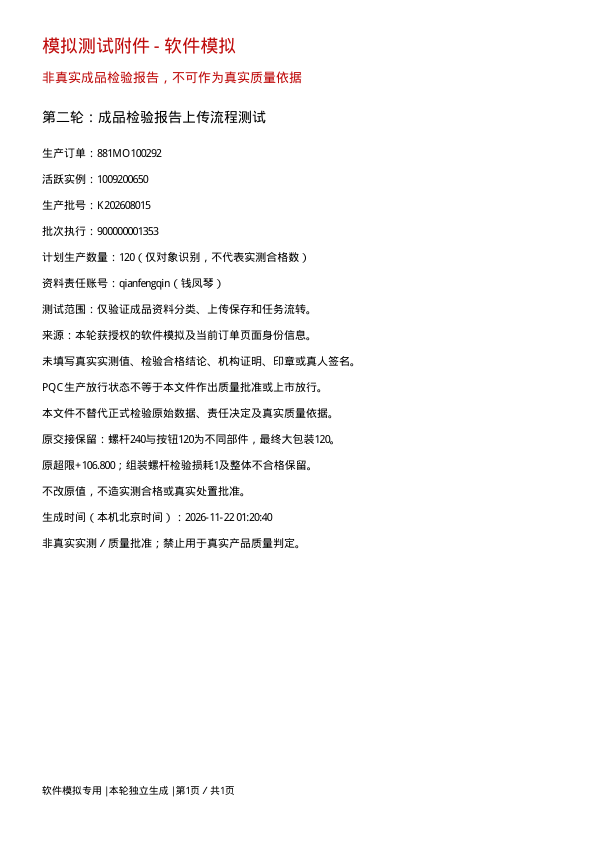 模拟测试附件 - 软件模拟
非真实成品检验报告，不可作为真实质量依据
第二轮：成品检验报告上传流程测试
生产订单：881MO100292
活跃实例：1009200650
生产批号：K202608015
批次执行：900000001353
计划生产数量：120（仅对象识别，不代表实测合格数）
资料责任账号：qianfengqin（钱凤琴）
测试范围：仅验证成品资料分类、上传保存和任务流转。
来源：本轮获授权的软件模拟及当前订单页面身份信息。
未填写真实实测值、检验合格结论、机构证明、印章或真人签名。
PQC生产放行状态不等于本文件作出质量批准或上市放行。
本文件不替代正式检验原始数据、责任决定及真实质量依据。
原交接保留：螺杆240与按钮120为不同部件，最终大包装120。
原超限+106.800；组装螺杆检验损耗1及整体不合格保留。
不改原值，不造实测合格或真实处置批准。
生成时间（本机北京时间）：2026-11-22 01:20:40
非真实实测 / 质量批准；禁止用于真实产品质量判定。
软件模拟专用 |本轮独立生成 |第1页 / 共1页